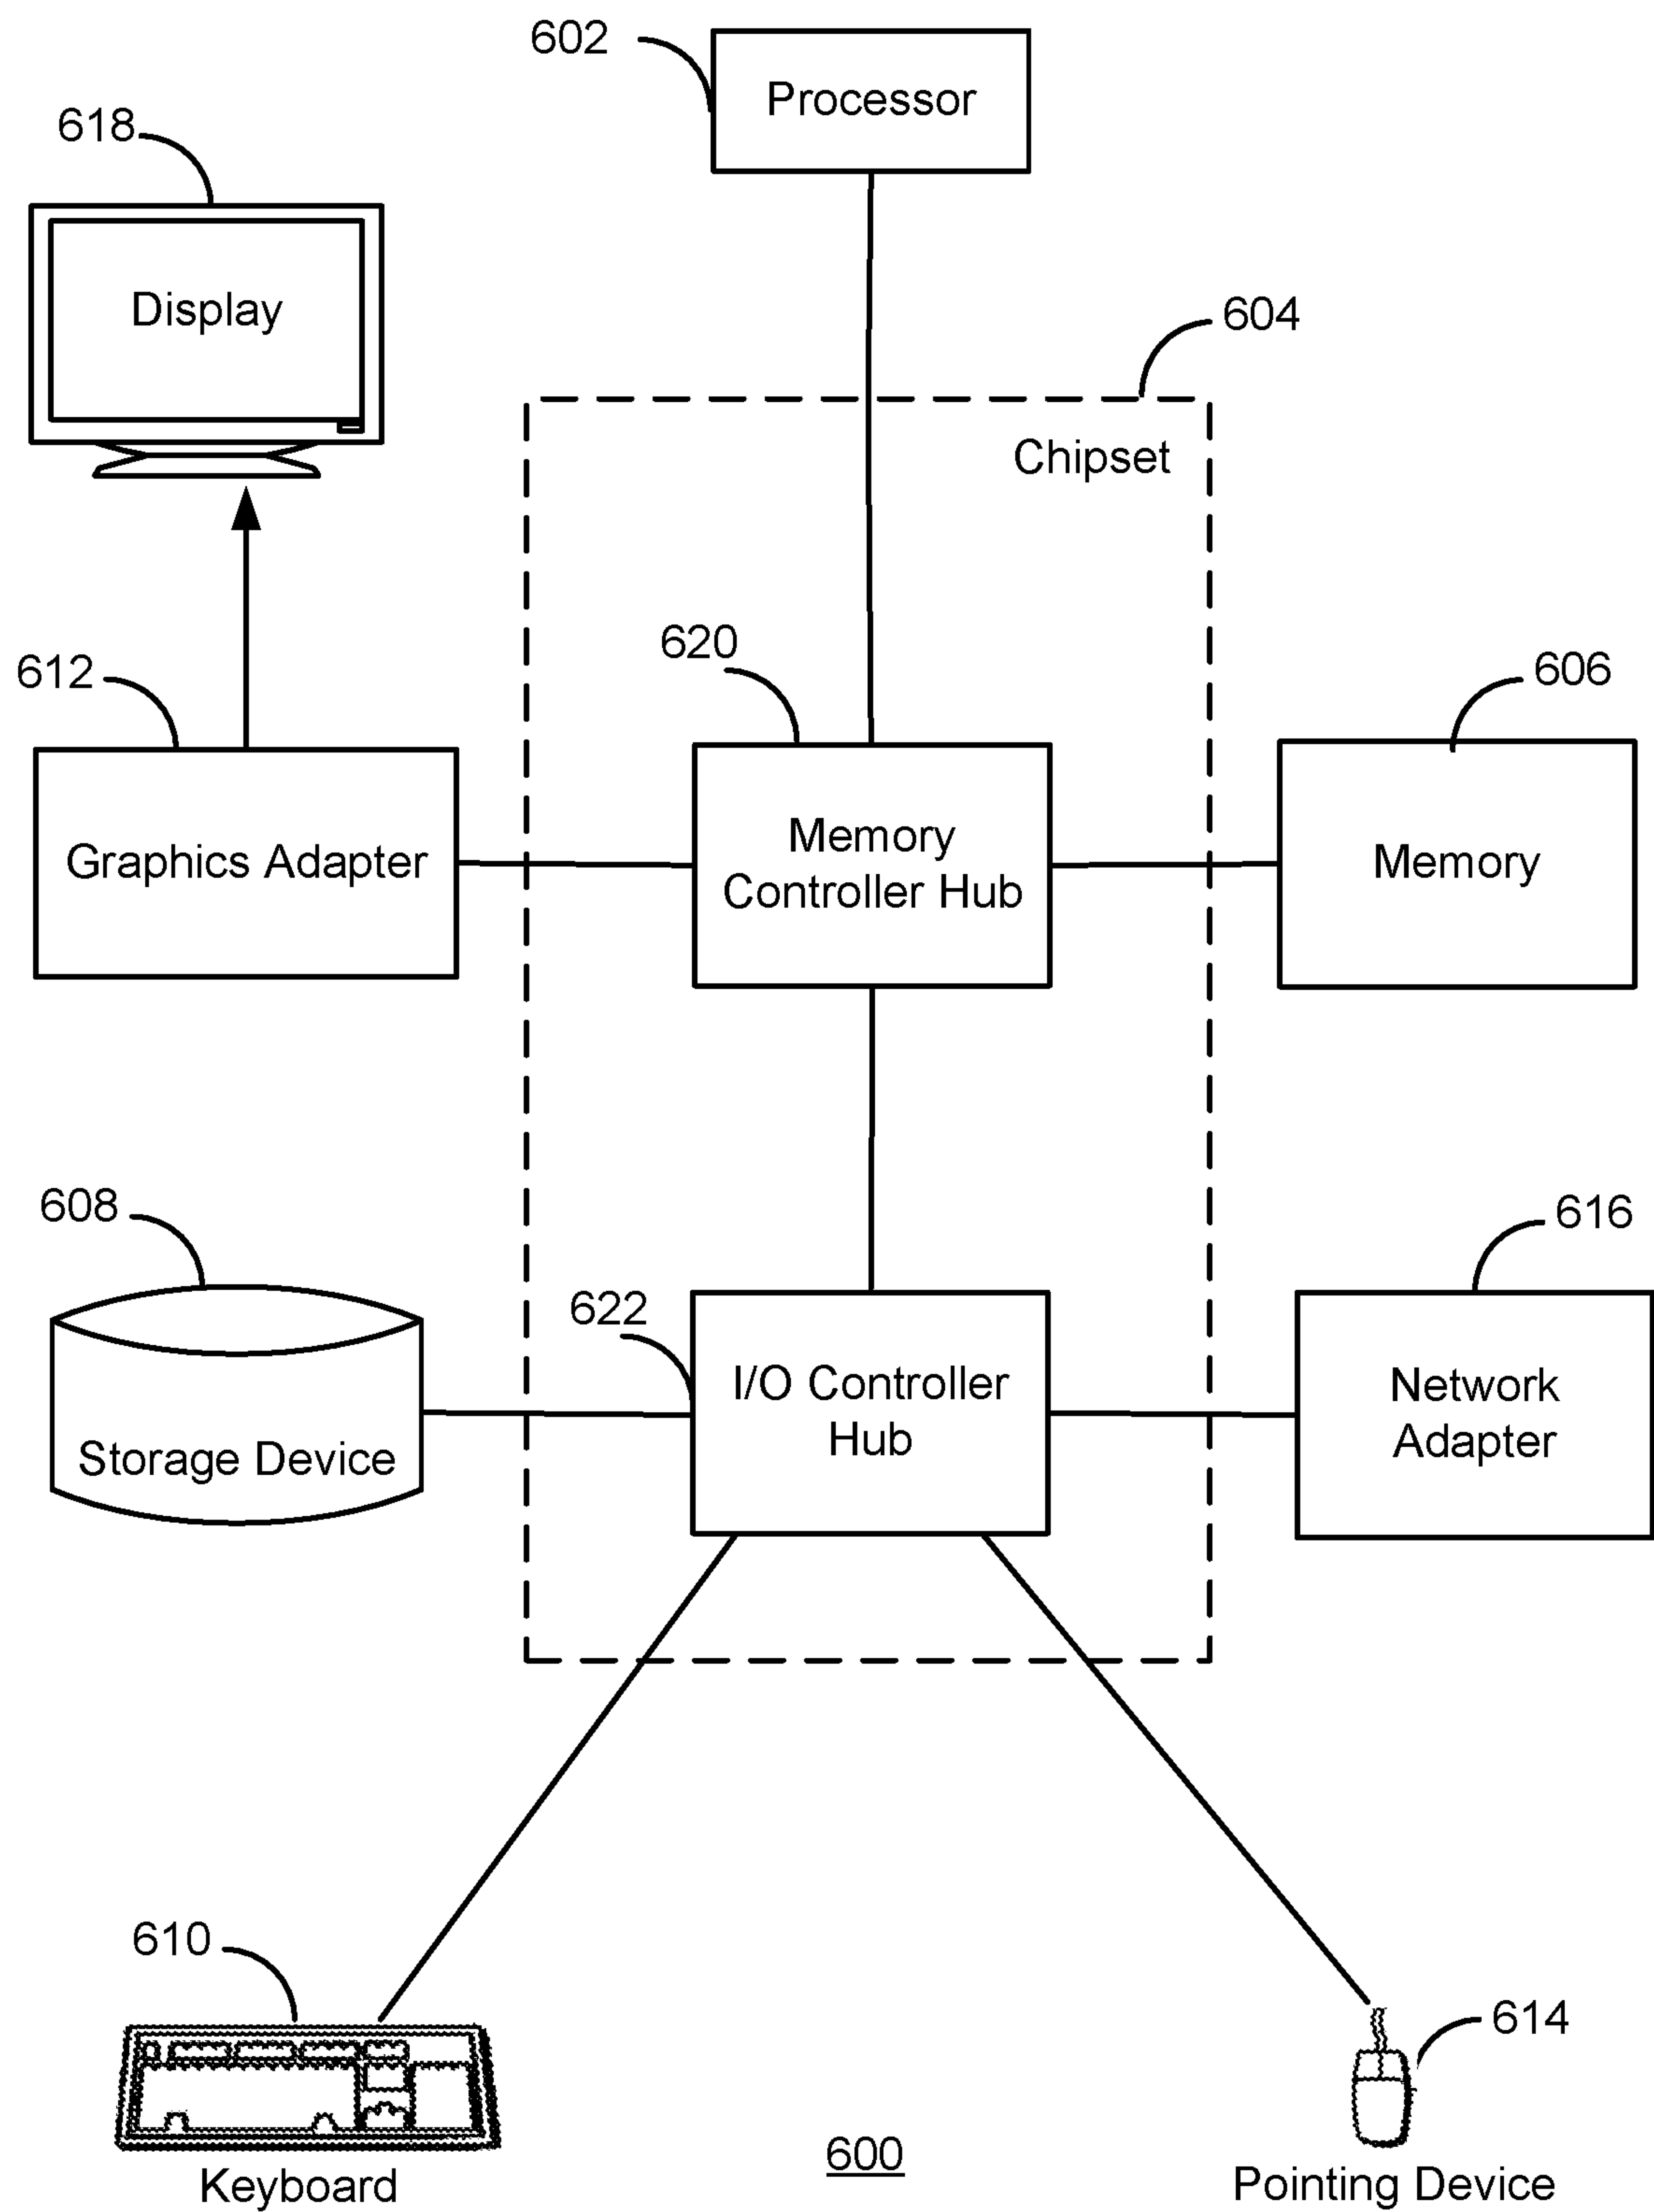 602
Processor
618
Display
604
Chipset
620
612
606
Graphics Adapter
Memory
Controller Hub
Memory
608
616
622
Storage Device
I/O Controller
Hub
Network
Adapter
610
614
Keyboard
600
Pointing Device